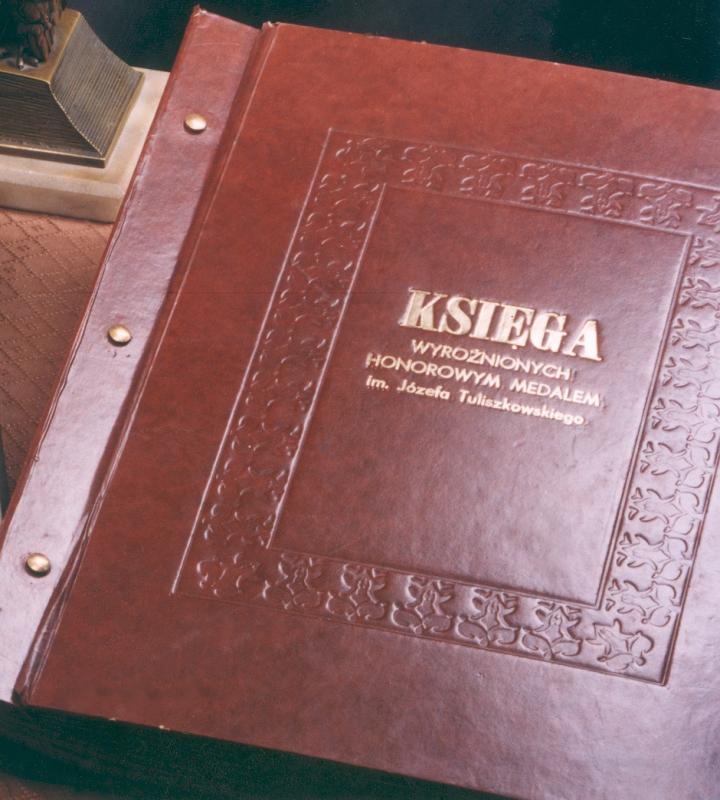 KSIĘGA
WYRÓŻNIONYCH
HONOROWYM MEDALEM
im. Józefa Tuliszkowskiego